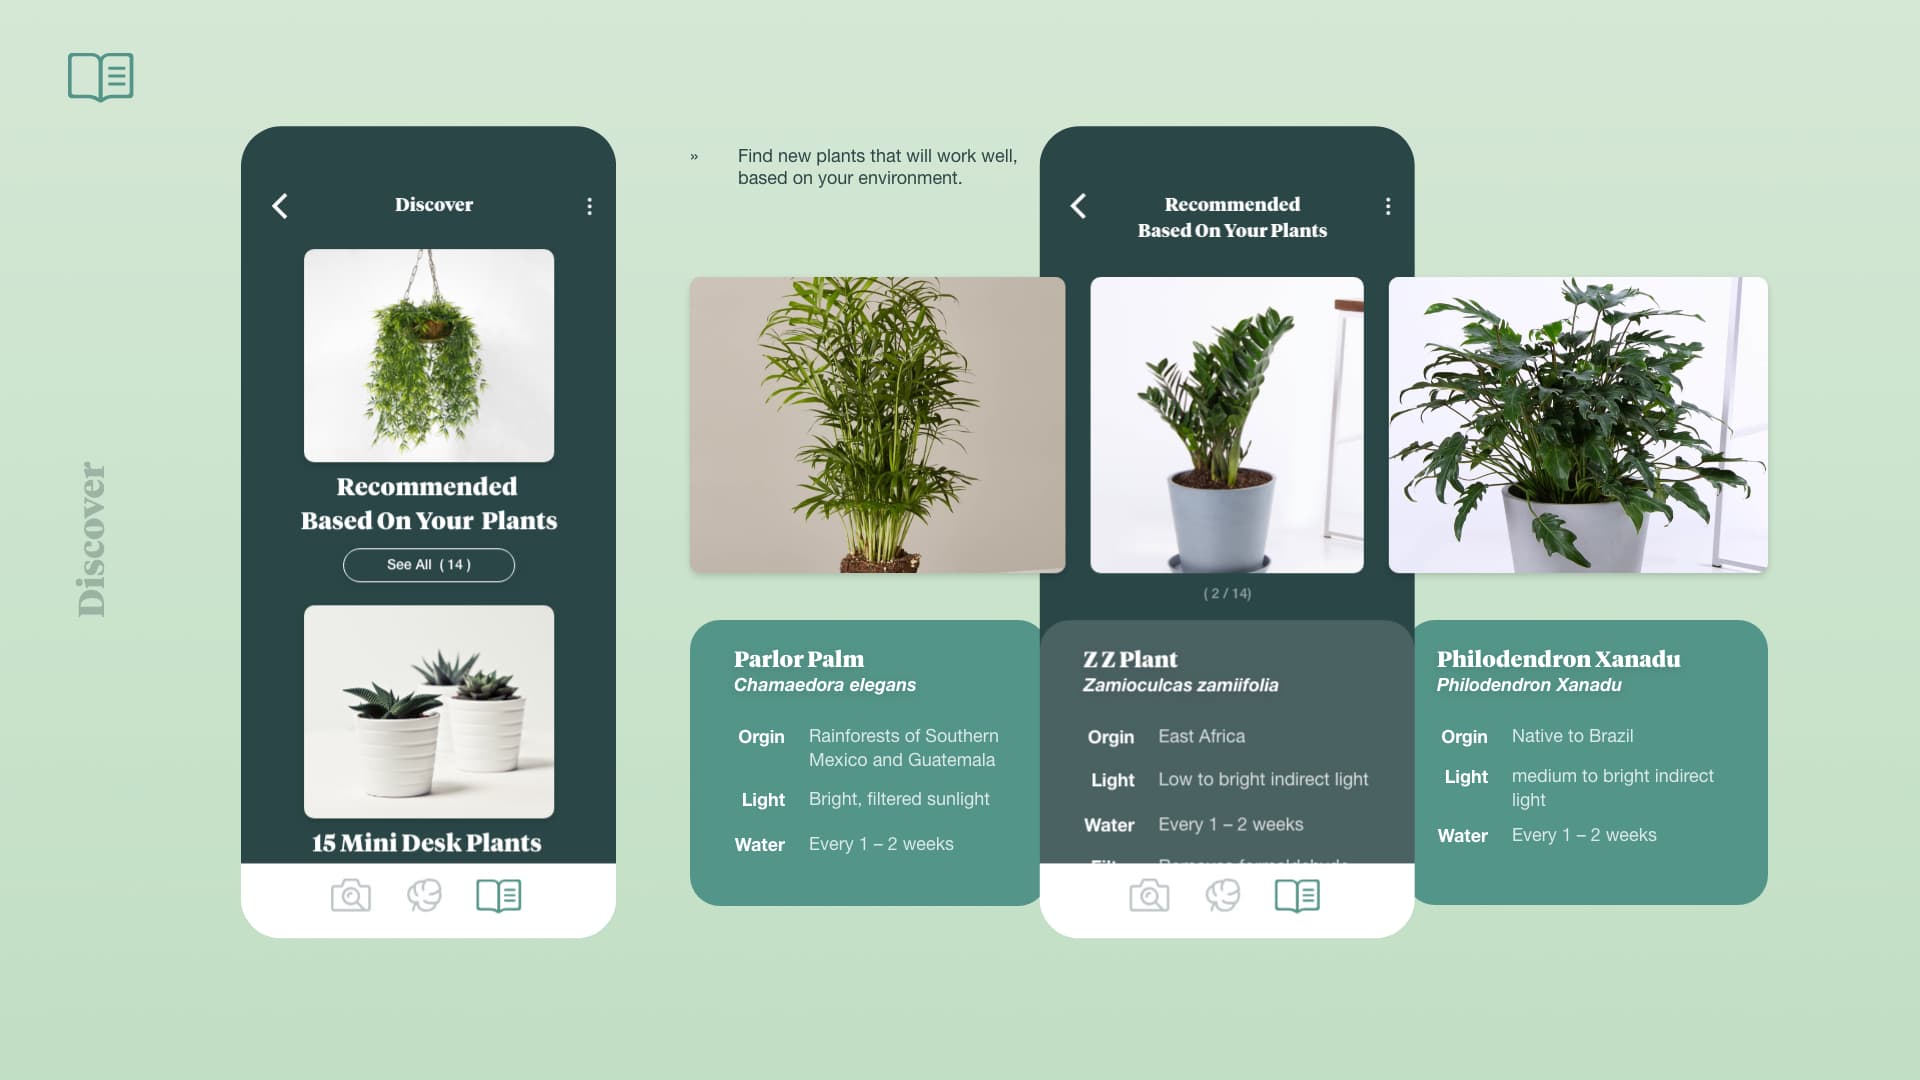 Discover
Discover
Recommended
Based On Your Plants
See All ( 14 )
15 Mini Desk Plants
» Find new plants that will work well,
based on your environment.
Recommended
Based On Your Plants
( 2 / 14)
Parlor Palm
Chamaedora elegans
Orgin Rainforests of Southern
Mexico and Guatemala
Light Bright, filtered sunlight
Water Every 1 – 2 weeks
Z Z Plant
Zamioculcas zamiifolia
Orgin East Africa
Light Low to bright indirect light
Water Every 1 – 2 weeks
Philodendron Xanadu
Philodendron Xanadu
Orgin Native to Brazil
Light medium to bright indirect
light
Water Every 1 – 2 weeks